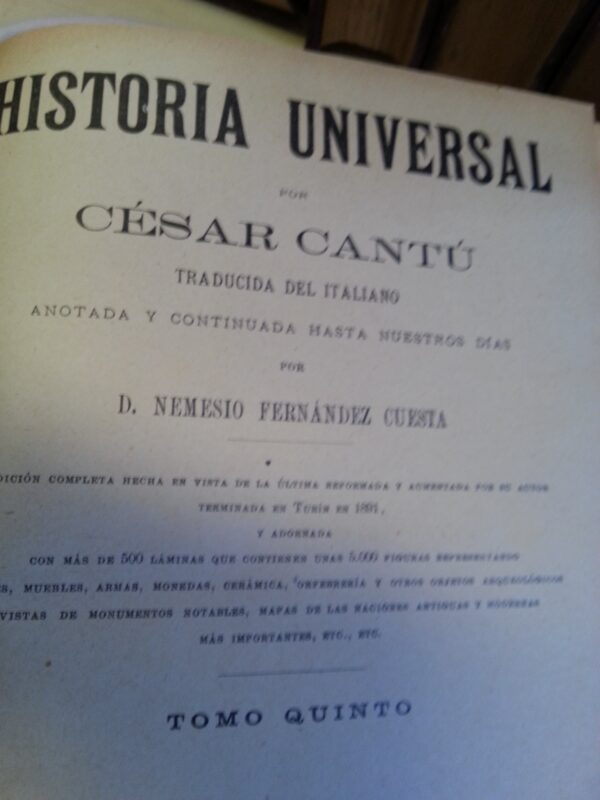 HISTORIA UNIVERSAL
POR
CÉSAR CANTÚ
TRADUCIDA DEL ITALIANO
ANOTADA Y CONTINUADA HASTA NUESTROS DÍAS
POR
D. NEMESIO FERNÁNDEZ CUESTA
DICIÓN COMPLETA HECHA EN VISTA DE LA ÚLTIMA REFORMADA Y AUMENTADA POR SU AUTOR
TERMINADA EN TURÍN EN 1891,
Y ADORNADA
CON MÁS DE 500 LÁMINAS QUE CONTIENEN UNAS 5.000 FIGURAS REPRESENTANDO
S, MUEBLES, ARMAS, MONEDAS, CERÁMICA, ORFEBRERÍA Y OTROS OBJETOS ARQUEOLÓGICOS
VISTAS DE MONUMENTOS NOTABLES, MAPAS DE LAS NACIONES ANTIGUAS Y MODERNAS
MÁS IMPORTANTES, ETC., ETC.
TOMO QUINTO